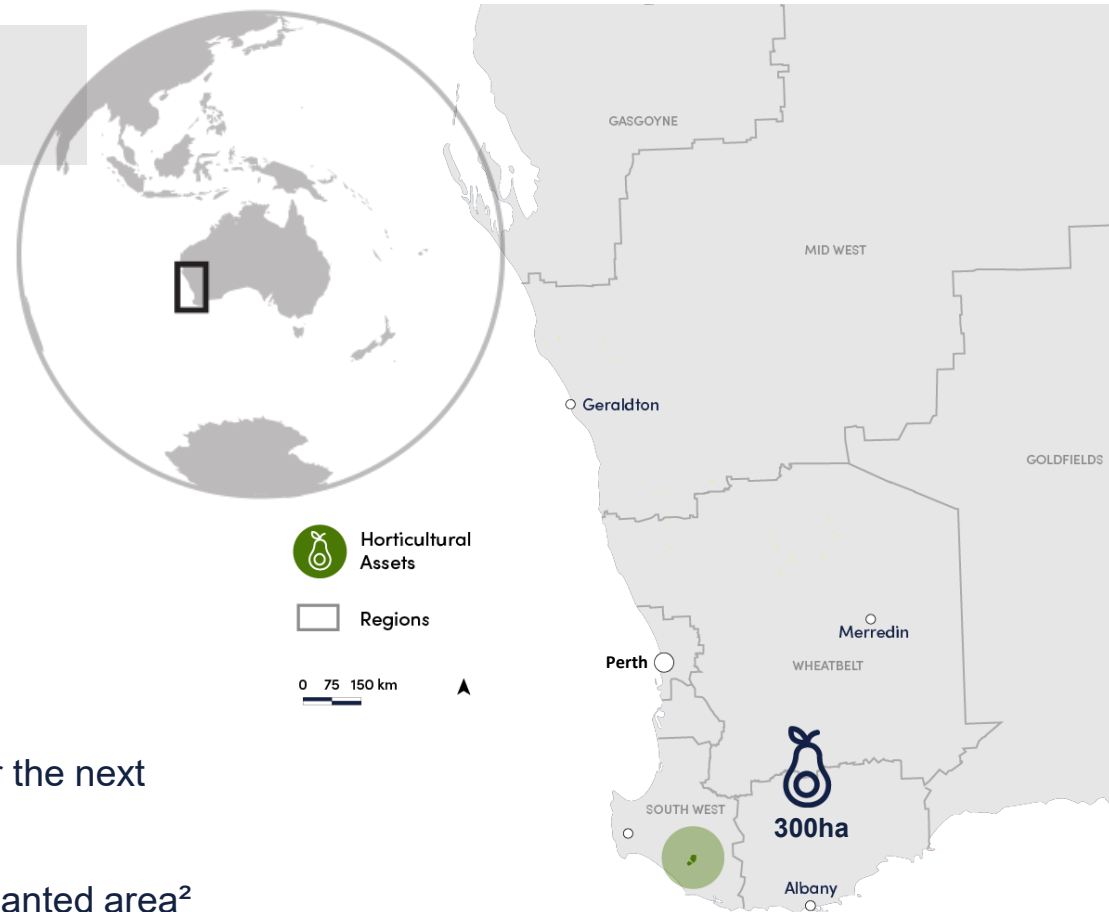 GASGOYNE
MID WEST
Geraldton
GOLDFIELDS
Horticultural
Assets
Regions
Merredin
Perth
WHEATBELT
0 75 150 km
r the next
SOUTH WEST
300ha
Albany
anted area²